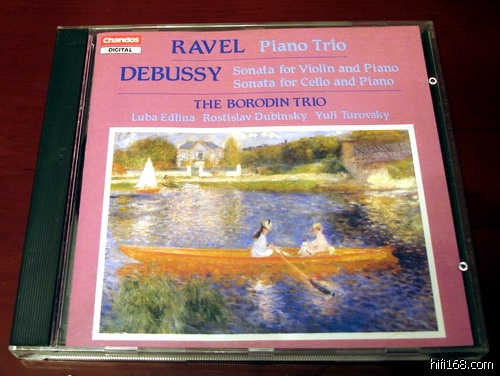 Chandos
DIGITAL
RAVEL Piano Trio
DEBUSSY Sonata for Violin and Piano
Sonata for Cello and Piano
THE BORODIN TRIO
Luba Edlina Rostislav Dubinsky Yuli Turovsky
hifi168.com